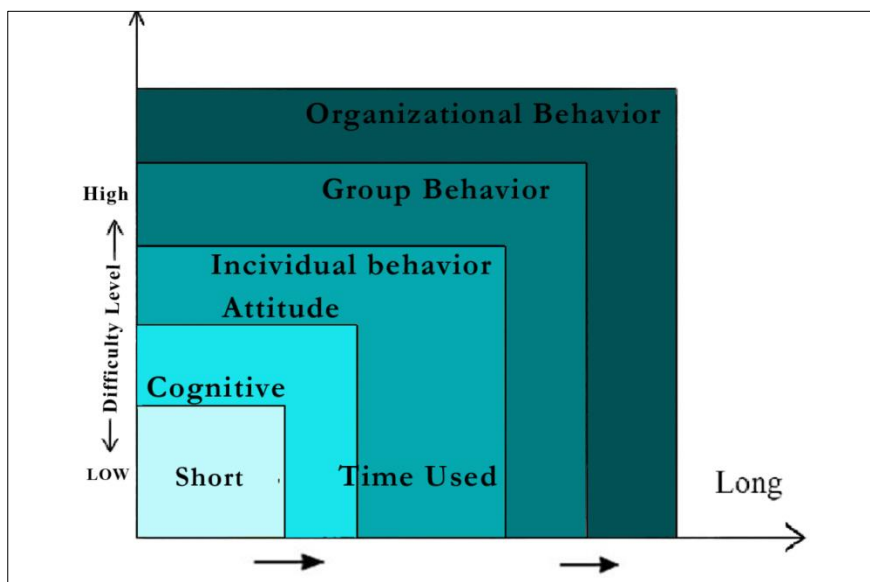 Organizational Behavior
High
Group Behavior
Incividual behavior
Difficulty Level
Attitude
Cognitive
LOW
Short
Time Used
Long